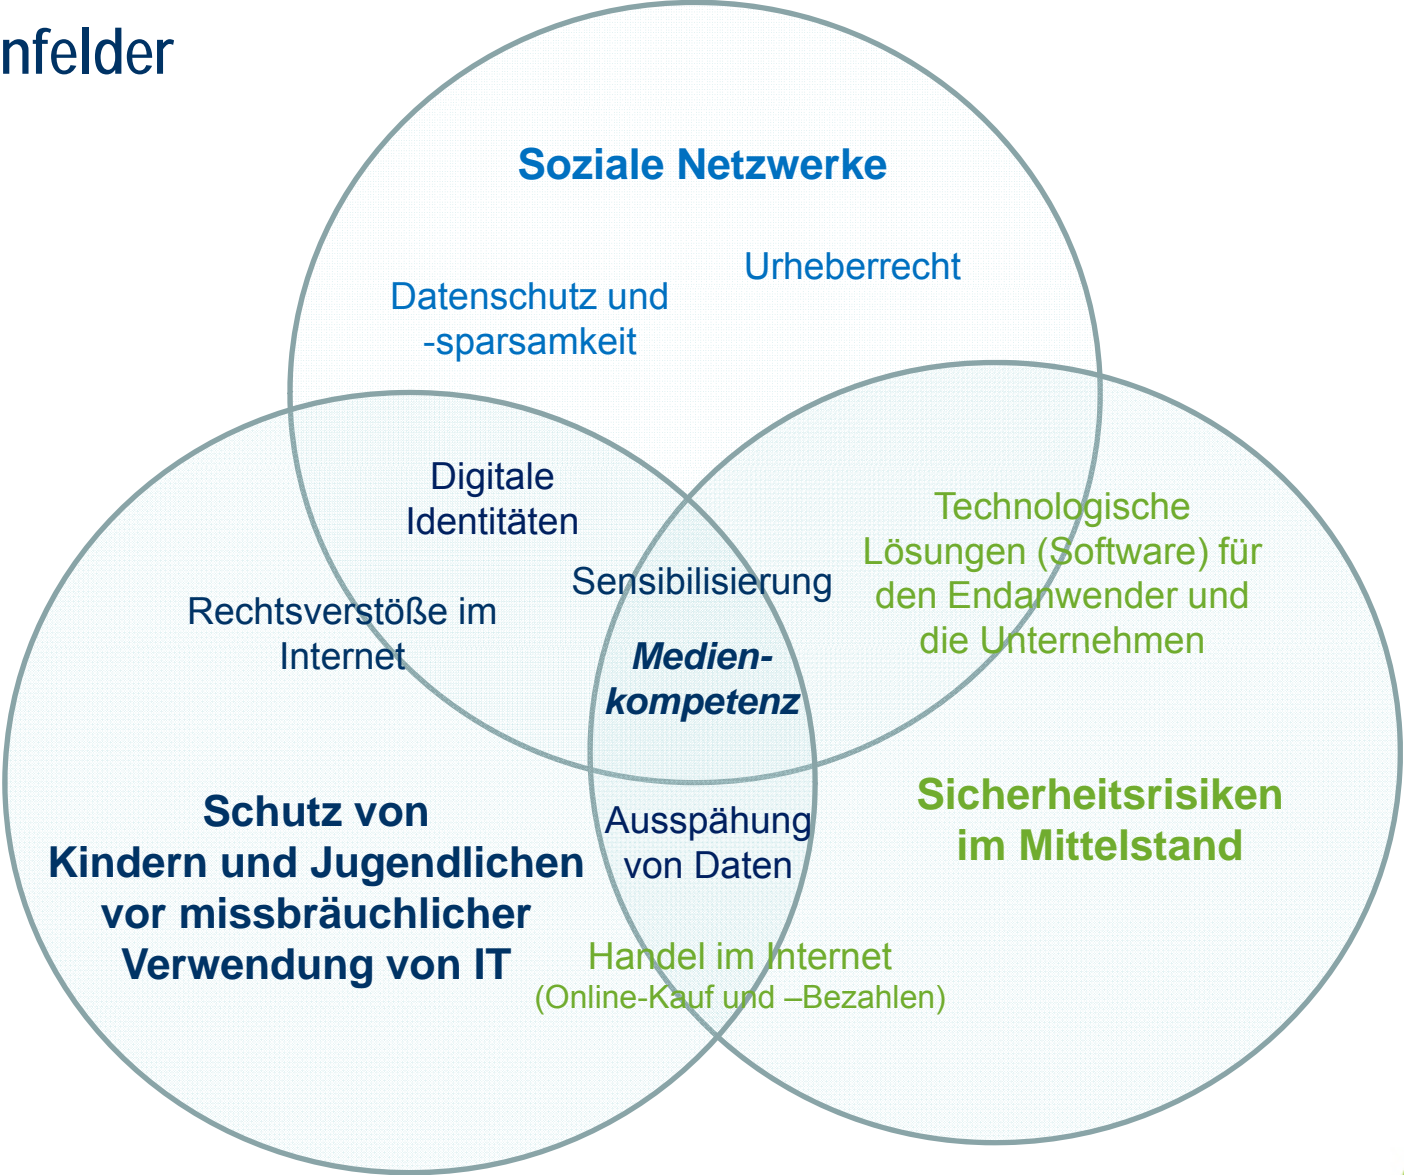 nfelder
Soziale Netzwerke
Urheberrecht
Datenschutz und
-sparsamkeit
Digitale
Identitäten
Technologische
Lösungen (Software) für
den Endanwender und
die Unternehmen
Sensibilisierung
Rechtsverstöße im
Internet
Medien-
kompetenz
Schutz von
Kindern und Jugendlichen
vor missbräuchlicher
Verwendung von IT
Ausspähung
von Daten
Sicherheitsrisiken
im Mittelstand
Handel im Internet
(Online-Kauf und –Bezahlen)